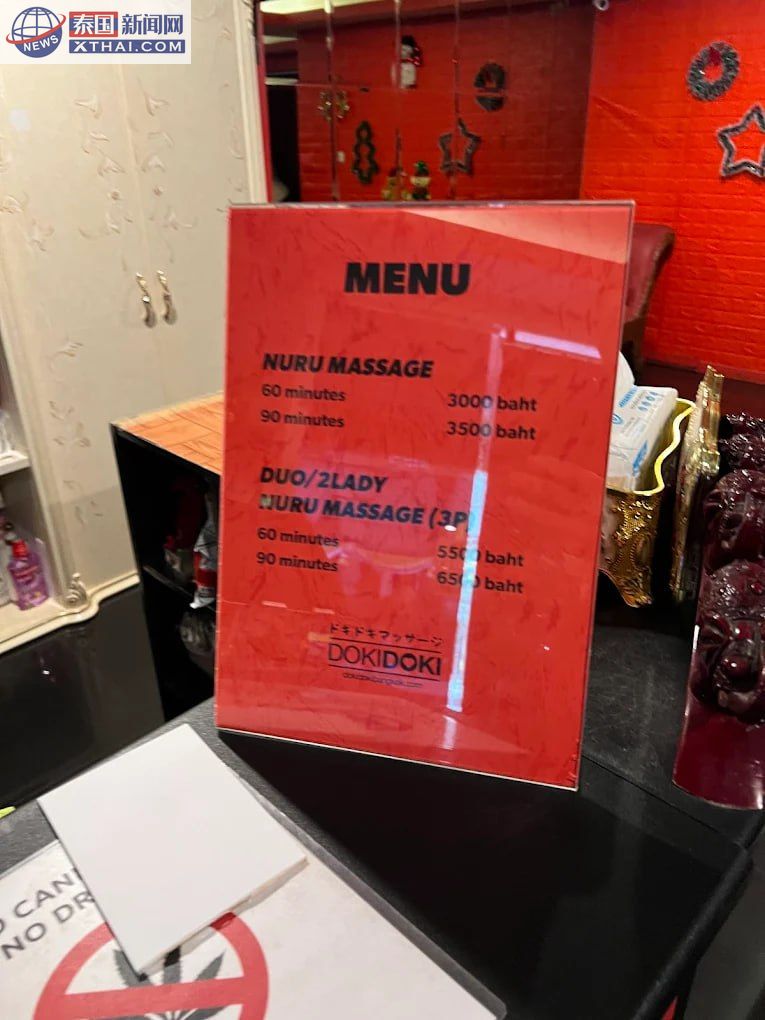 泰国新闻网
NEWS
XTHAI.COM
MENU
NURU MASSAGE
60 minutes 3000 baht
90 minutes 3500 baht
DUO/2LADY
NURU MASSAGE (3P)
60 minutes 5500 baht
90 minutes 6500 baht
ドキドキマッサージ
DOKIDOKI
dokidokibangkok.com
NO DR